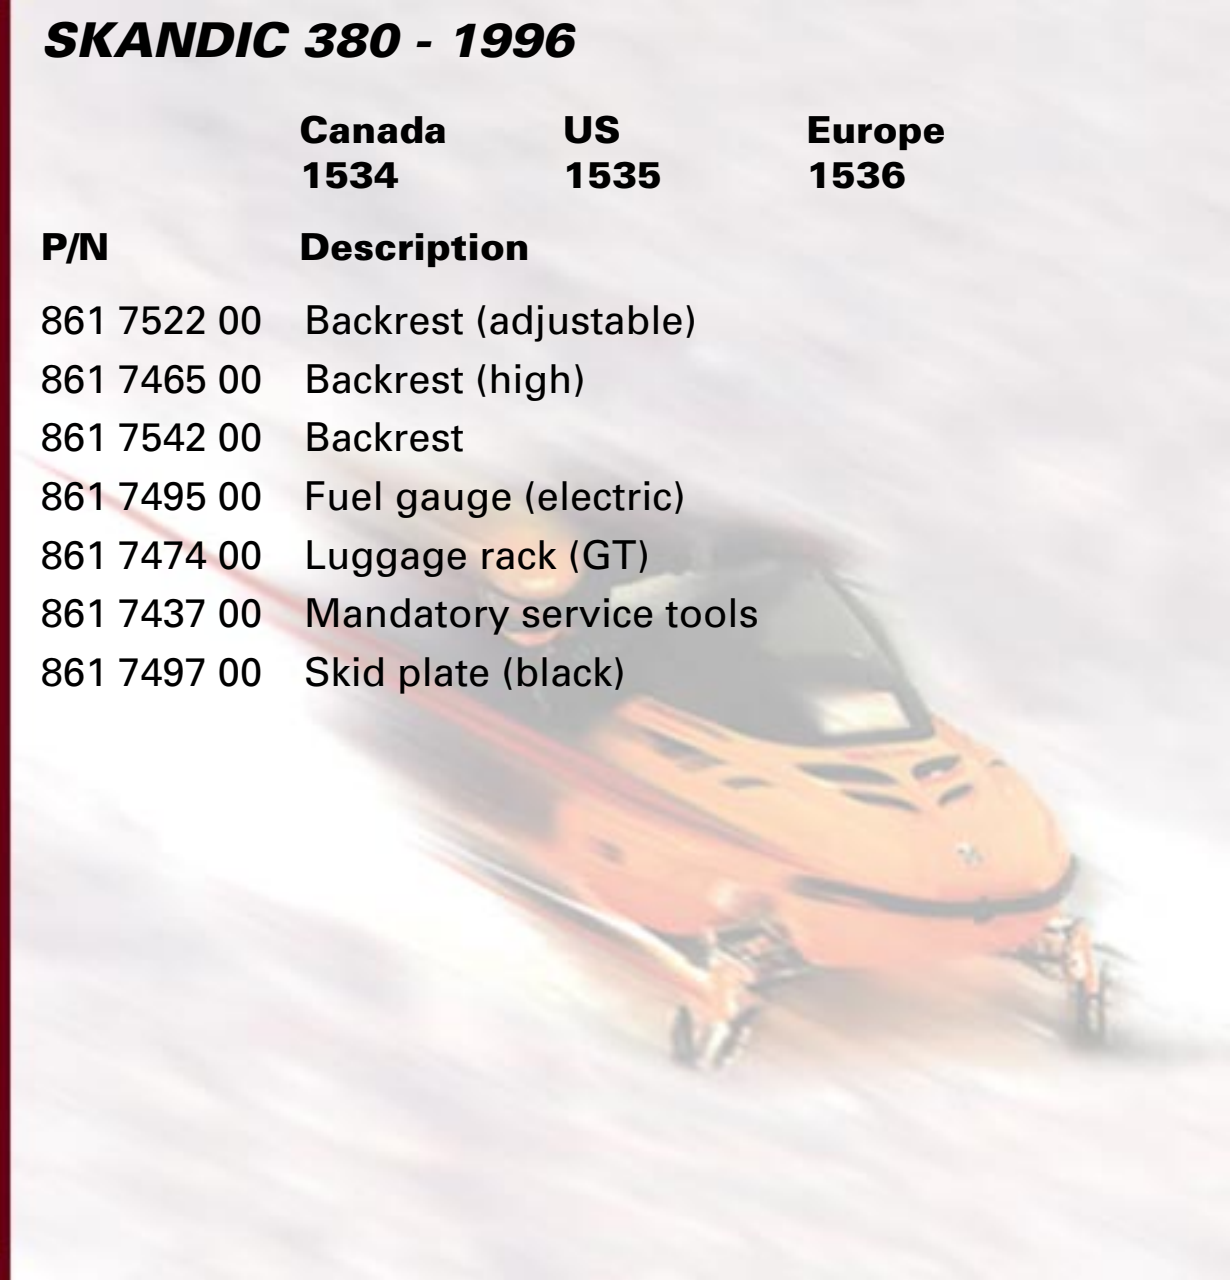 SKANDIC 380 - 1996
Canada US Europe
1534 1535 1536
P/N Description
861 7522 00 Backrest (adjustable)
861 7465 00 Backrest (high)
861 7542 00 Backrest
861 7495 00 Fuel gauge (electric)
861 7474 00 Luggage rack (GT)
861 7437 00 Mandatory service tools
861 7497 00 Skid plate (black)